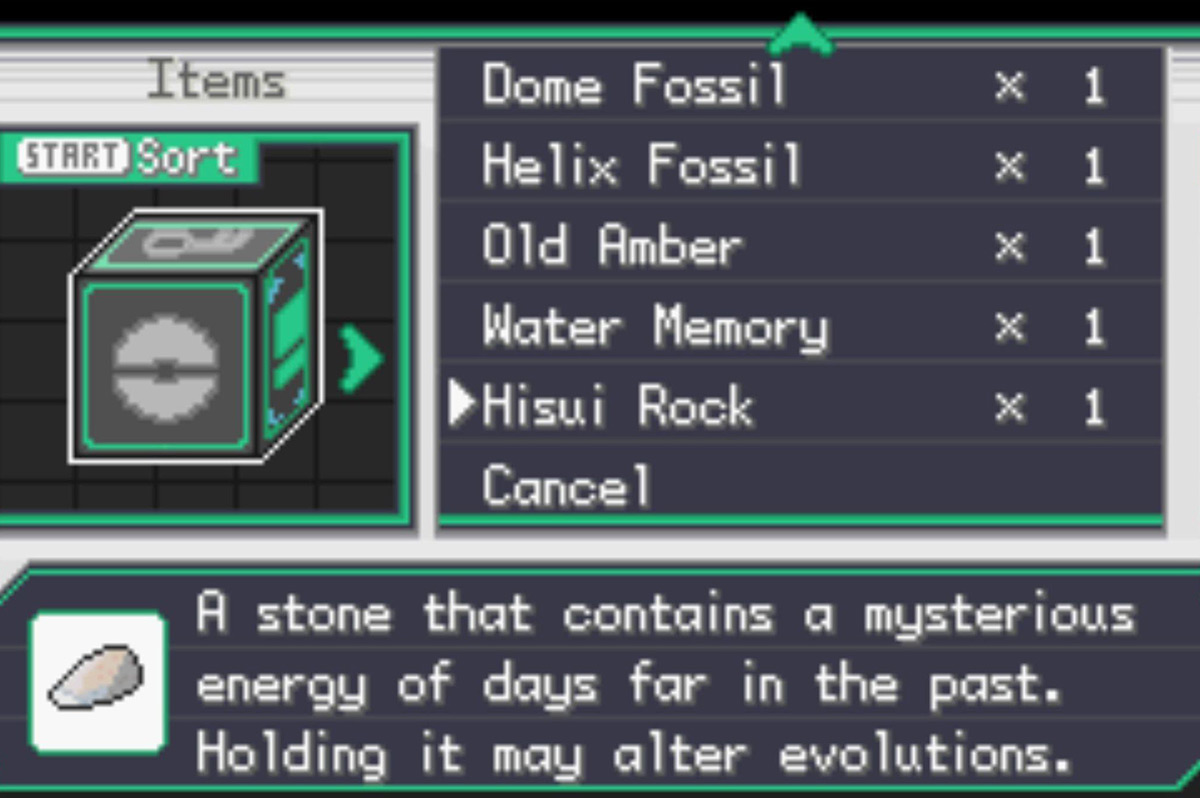 Items
START Sort
Dome Fossil × 1
Helix Fossil × 1
Old Amber × 1
Water Memory × 1
Hisui Rock × 1
Cancel
A stone that contains a mysterious
energy of days far in the past.
Holding it may alter evolutions.